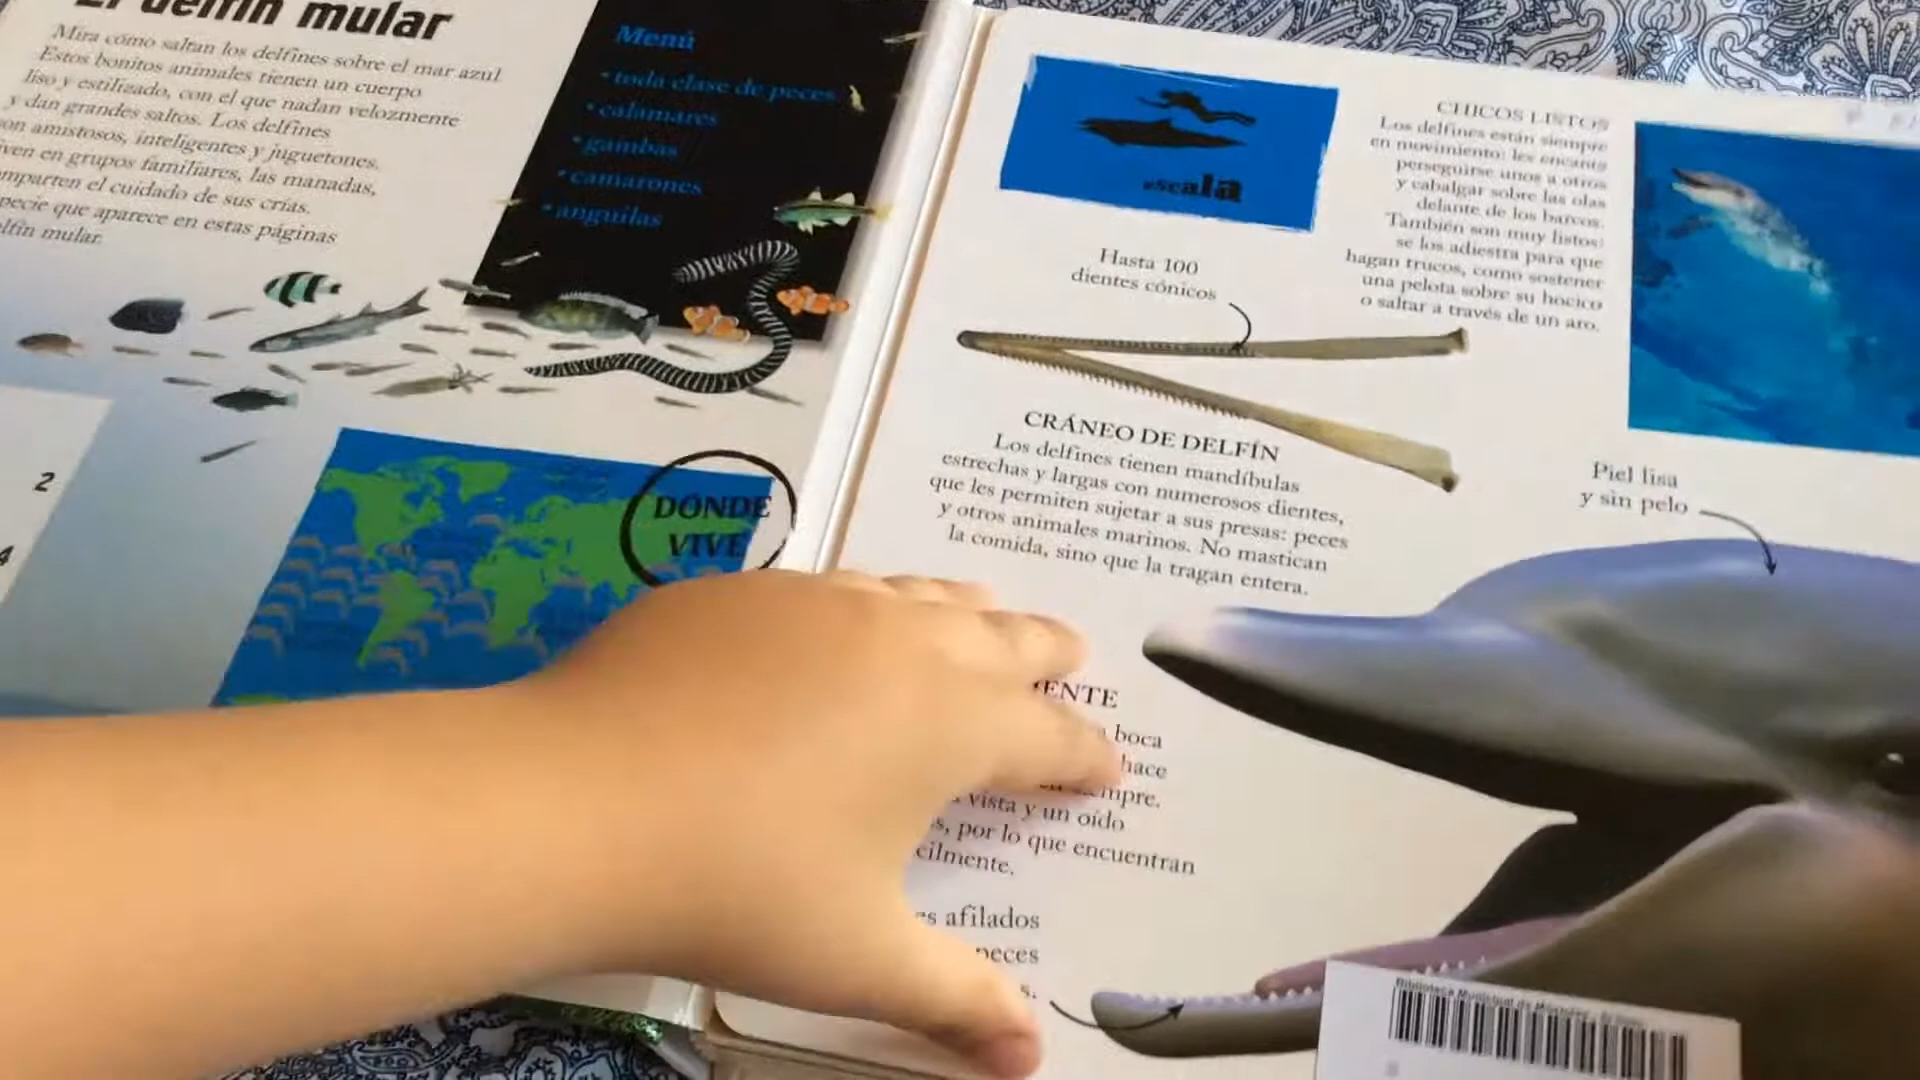 El delfín mular
Mira cómo saltan los delfines sobre el mar azul.
Estos bonitos animales tienen un cuerpo
liso y estilizado, con el que nadan velozmente
y dan grandes saltos. Los delfines
on amistosos, inteligentes y juguetones.
ven en grupos familiares, las manadas,
mparten el cuidado de sus crías.
pecie que aparece en estas páginas
elfín mular.
Menú
• toda clase de peces
• calamares
• gambas
• camarones
• anguilas
2
4
DÓNDE
VIVE
escala
Hasta 100
dientes cónicos
CRÁNEO DE DELFÍN
Los delfines tienen mandíbulas
estrechas y largas con numerosos dientes,
que les permiten sujetar a sus presas: peces
y otros animales marinos. No mastican
la comida, sino que la tragan entera.
CHICOS LISTOS
Los delfines están siempre
en movimiento: les encanta
perseguirse unos a otros
y cabalgar sobre las olas
delante de los barcos.
También son muy listos:
se los adiestra para que
hagan trucos, como sostener
una pelota sobre su hocico
o saltar a través de un aro.
Piel lisa
y sin pelo
ENTE
boca
hace
mpre.
vista y un oído
s, por lo que encuentran
cilmente.
es afilados
peces
s.
Biblioteca Municipal de